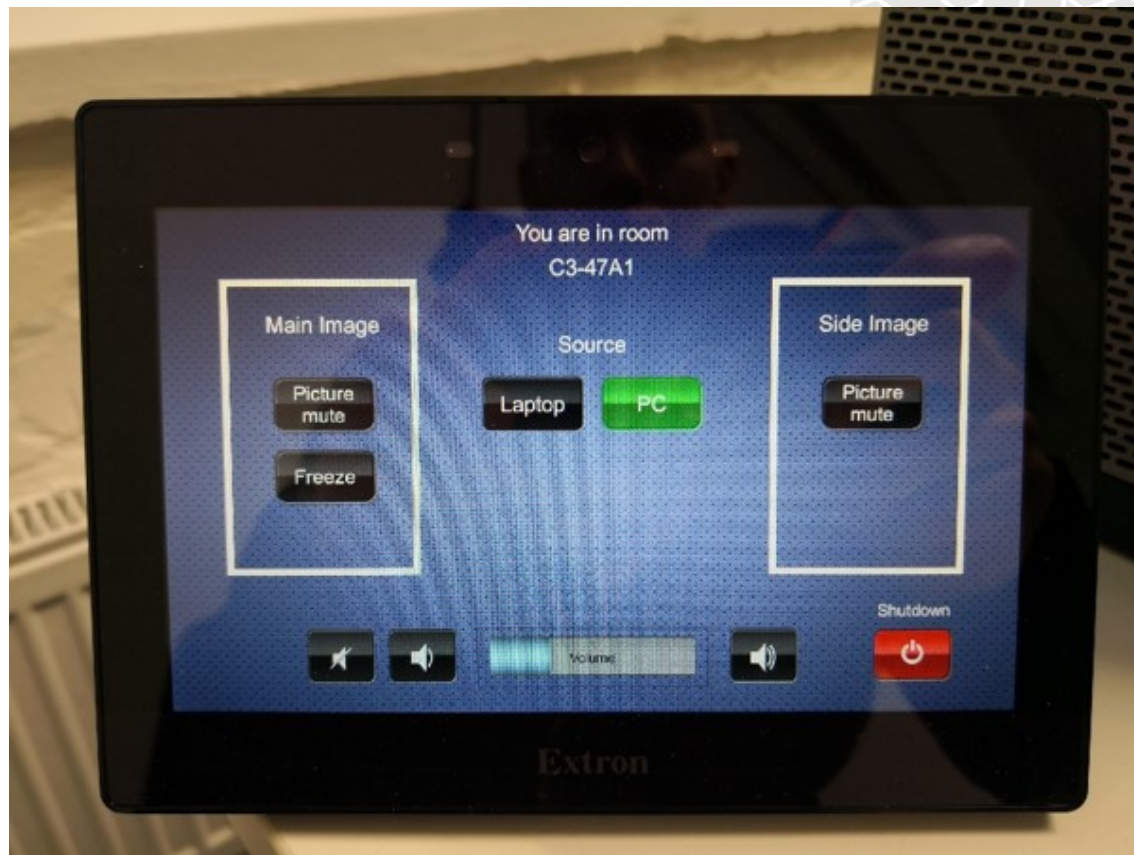 You are in room
C3-47A1
Main Image
Picture
mute
Freeze
Source
Laptop
PC
Side Image
Picture
mute
Volume
Shutdown
Extron